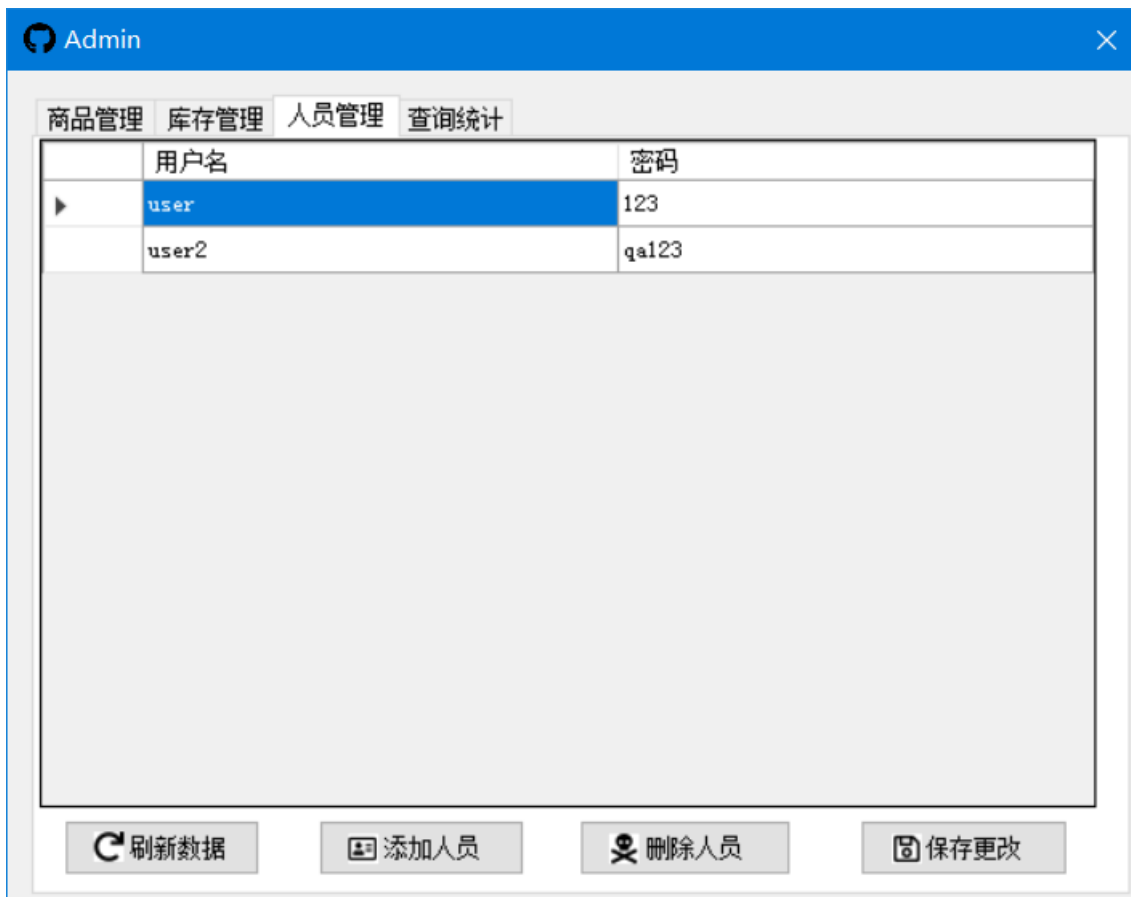 Admin
商品管理 库存管理 人员管理 查询统计
用户名 密码
user 123
user2 qa123
刷新数据 添加人员 删除人员 保存更改